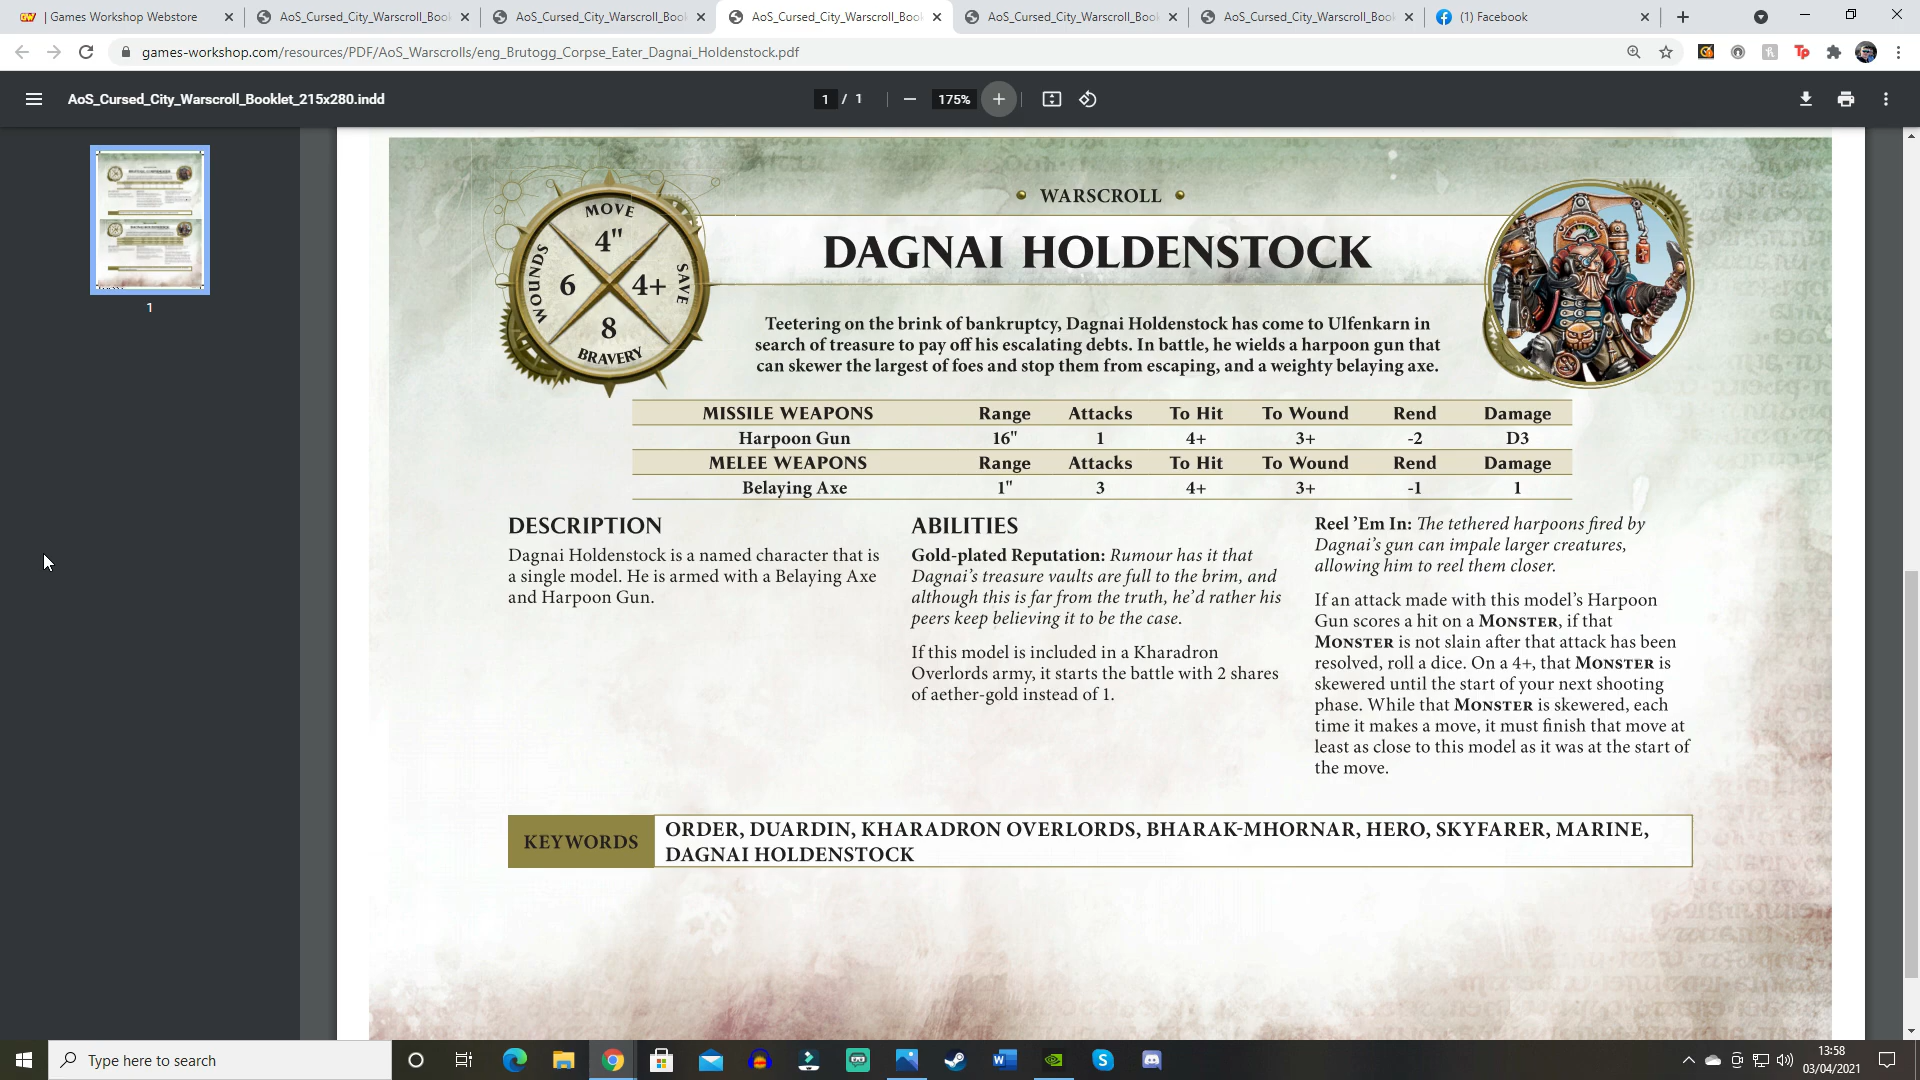 | Games Workshop Webstore
AoS_Cursed_City_Warscroll_Book
AoS_Cursed_City_Warscroll_Book
AoS_Cursed_City_Warscroll_Book
AoS_Cursed_City_Warscroll_Book
AoS_Cursed_City_Warscroll_Book
(1) Facebook
games-workshop.com/resources/PDF/AoS_Warscrolls/eng_Brutogg_Corpse_Eater_Dagnai_Holdenstock.pdf
AoS_Cursed_City_Warscroll_Booklet_215x280.indd
1 / 1
175%
1
WARSCROLL
DAGNAI HOLDENSTOCK
MOVE
4"
WOUNDS
6
4+
SAVE
8
BRAVERY
Teetering on the brink of bankruptcy, Dagnai Holdenstock has come to Ulfenkarn in
search of treasure to pay off his escalating debts. In battle, he wields a harpoon gun that
can skewer the largest of foes and stop them from escaping, and a weighty belaying axe.
MISSILE WEAPONS Range Attacks To Hit To Wound Rend Damage
Harpoon Gun 16" 1 4+ 3+ -2 D3
MELEE WEAPONS Range Attacks To Hit To Wound Rend Damage
Belaying Axe 1" 3 4+ 3+ -1 1
DESCRIPTION
Dagnai Holdenstock is a named character that is
a single model. He is armed with a Belaying Axe
and Harpoon Gun.
ABILITIES
Gold-plated Reputation: Rumour has it that
Dagnai's treasure vaults are full to the brim, and
although this is far from the truth, he'd rather his
peers keep believing it to be the case.
If this model is included in a Kharadron
Overlords army, it starts the battle with 2 shares
of aether-gold instead of 1.
Reel 'Em In: The tethered harpoons fired by
Dagnai's gun can impale larger creatures,
allowing him to reel them closer.
If an attack made with this model's Harpoon
Gun scores a hit on a MONSTER, if that
MONSTER is not slain after that attack has been
resolved, roll a dice. On a 4+, that MONSTER is
skewered until the start of your next shooting
phase. While that MONSTER is skewered, each
time it makes a move, it must finish that move at
least as close to this model as it was at the start of
the move.
KEYWORDS
ORDER, DUARDIN, KHARADRON OVERLORDS, BHARAK-MHORNAR, HERO, SKYFARER, MARINE,
DAGNAI HOLDENSTOCK
Type here to search
13:58
03/04/2021